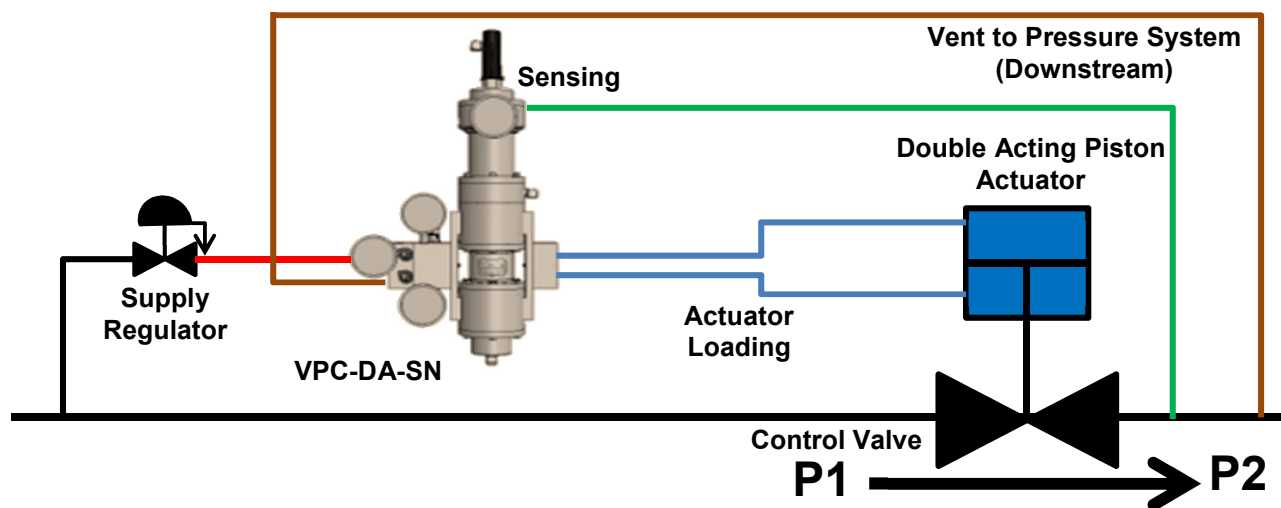 Vent to Pressure System
(Downstream)
Sensing
Double Acting Piston
Actuator
Supply
Regulator
Actuator
Loading
VPC-DA-SN
Control Valve
P1
P2